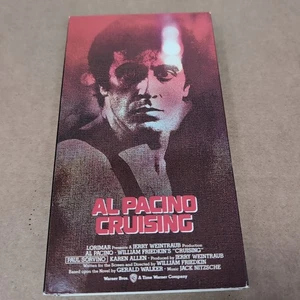 AL PACINO
CRUISING
LORIMAR Presents A JERRY WEINTRAUB Production
AL PACINO · WILLIAM FRIEDKIN'S "CRUISING"
PAUL SORVINO KAREN ALLEN · Produced by JERRY WEINTRAUB
Written for the Screen and Directed by WILLIAM FRIEDKIN
Based upon the Novel by GERALD WALKER · Music JACK NITZSCHE
Warner Bros. A Time Warner Company